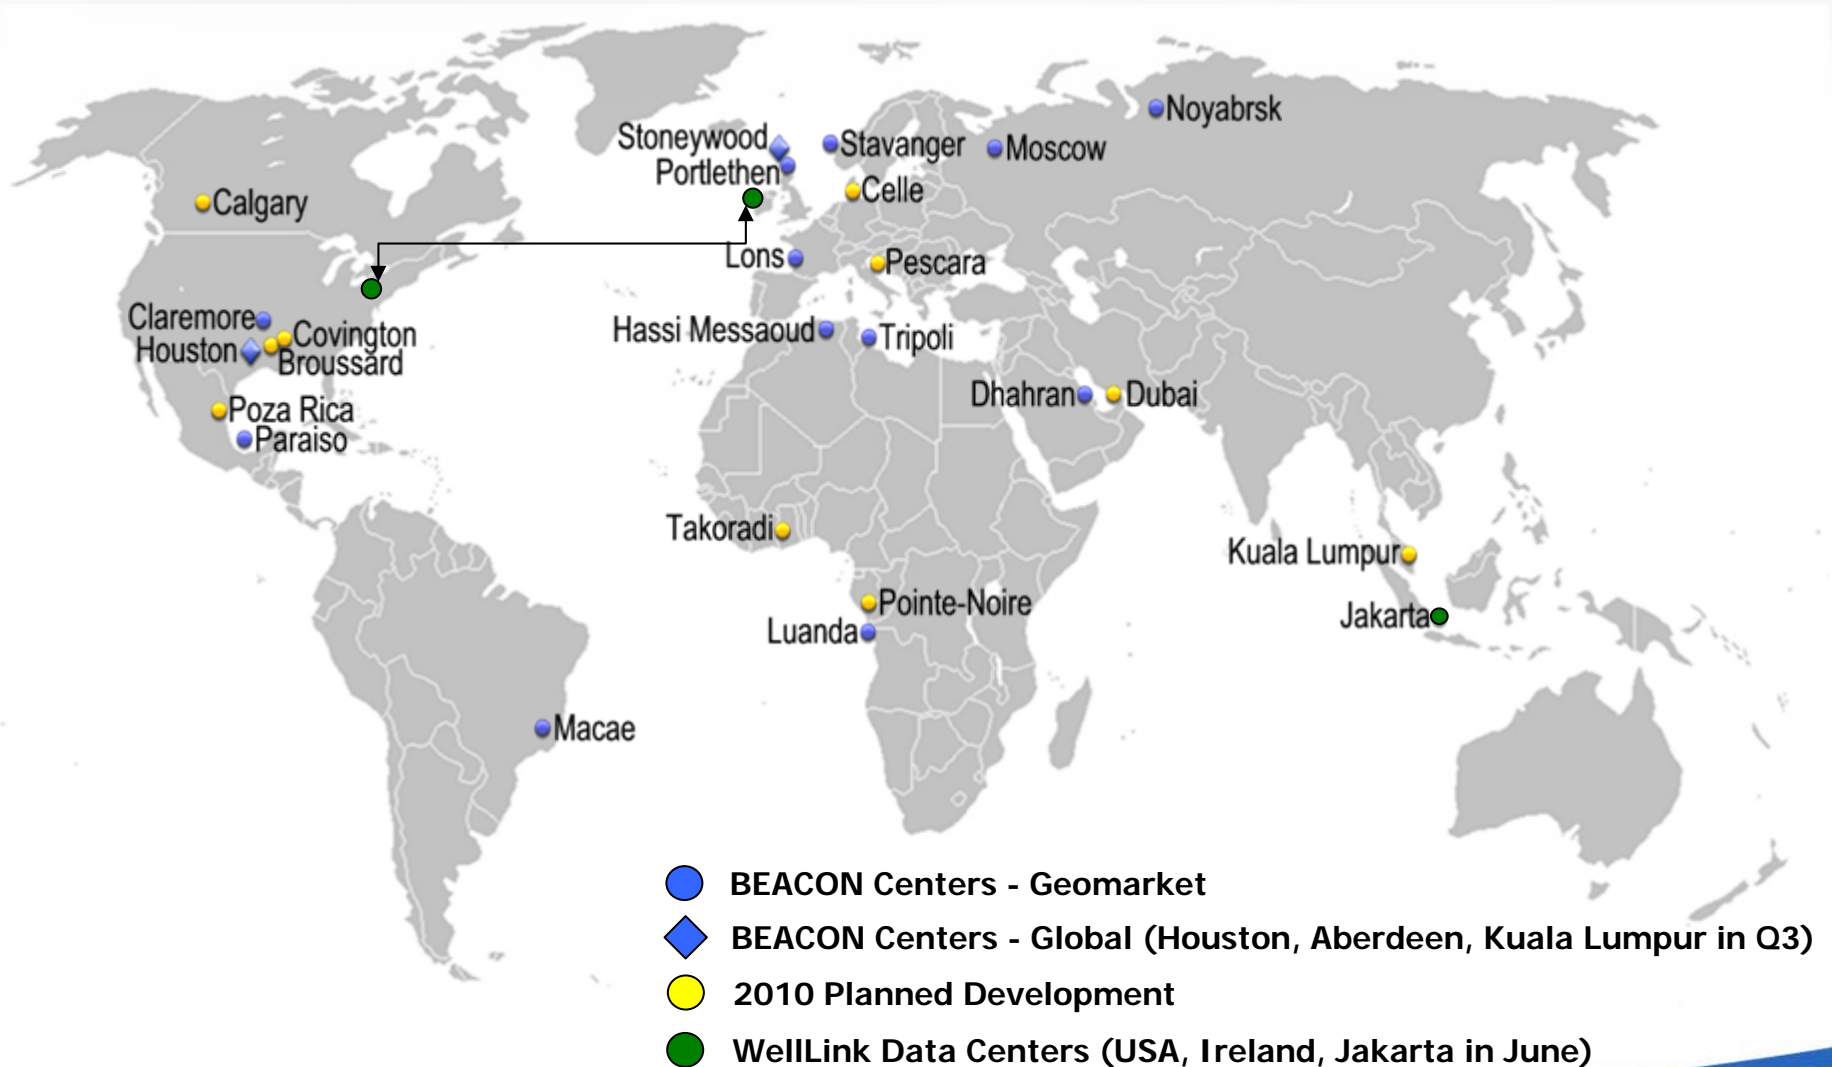 Noyabrsk
Stoneywood
Stavanger
Moscow
Portlethen
Celle
Calgary
Lons
Pescara
Claremore
Covington
Hassi Messaoud
Tripoli
Houston
Broussard
Dhahran
Dubai
Poza Rica
Paraiso
Takoradi
Kuala Lumpur
Pointe-Noire
Jakarta
Luanda
Macae
BEACON Centers - Geomarket
BEACON Centers - Global (Houston, Aberdeen, Kuala Lumpur in Q3)
2010 Planned Development
WellLink Data Centers (USA, Ireland, Jakarta in June)